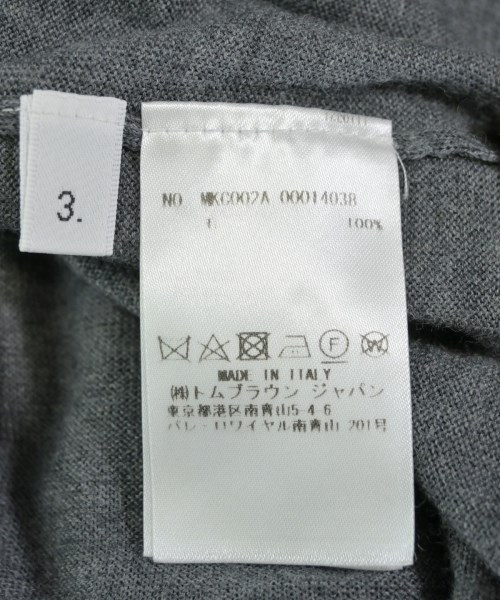 3.
NO MKC002A 00014038
100%
F W
MADE IN ITALY
(株)トムブラウン ジャパン
東京都港区南青山5-4-6
パレ・ロワイヤル南青山 201号